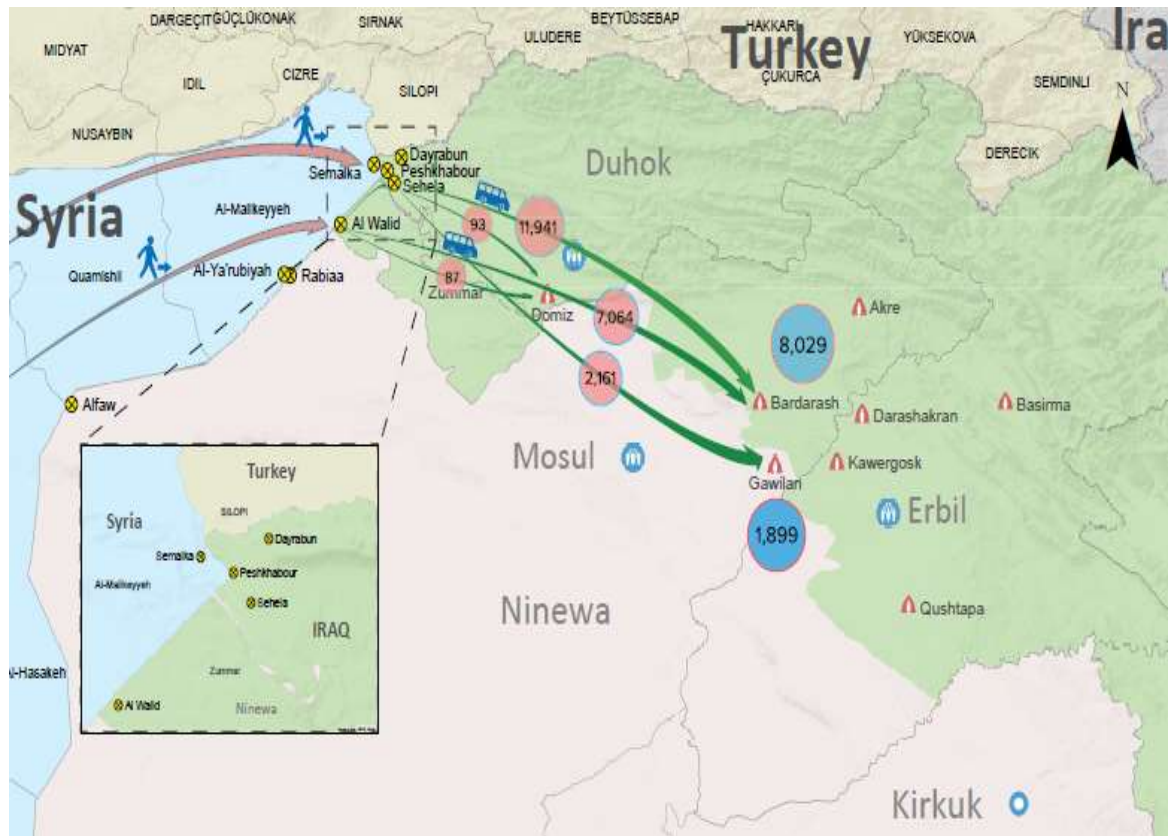 DARGEÇIT
GÜÇLÜKONAK
SIRNAK
BEYTÜSSEBAP
HAKKARI
YÜKSEKOVA
Ira
MIDYAT
ULUDERE
Turkey
ÇUKURCA
IDIL
CIZRE
SILOPI
SEMDINLI
N
NUSAYBIN
DERECIK
Dayrabun
Semalka
Peshkhabour
Sehela
Duhok
Syria
Al-Malikeyyeh
Al Walid
93
11,941
Quamishli
Al-Ya'rubiyah
Rabiaa
87
Zummar
Domiz
7,064
Akre
8,029
2,161
Alfaw
Bardarash
Darashakran
Basirma
Mosul
Kawergosk
Gawilan
Erbil
1,899
Ninewa
Qushtapa
Kirkuk
l-Hasakeh
Turkey
Syria
SILOPI
Dayrabun
Semalka
Al-Malikeyyeh
Peshkhabour
Sehela
IRAQ
Zummar
Ninewa
Al Walid